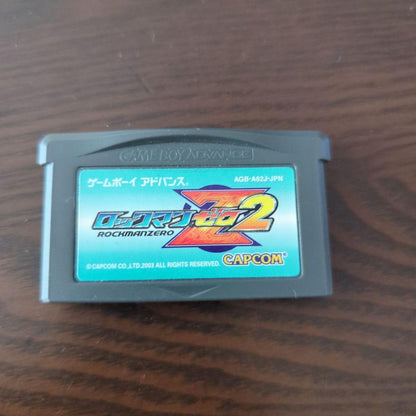 GAME BOY ADVANCE
ゲームボーイ アドバンス
AGB-A62J-JPN
ロックマンゼロ2
ROCKMANZERO
© CAPCOM CO.,LTD.2003 ALL RIGHTS RESERVED.
CAPCOM